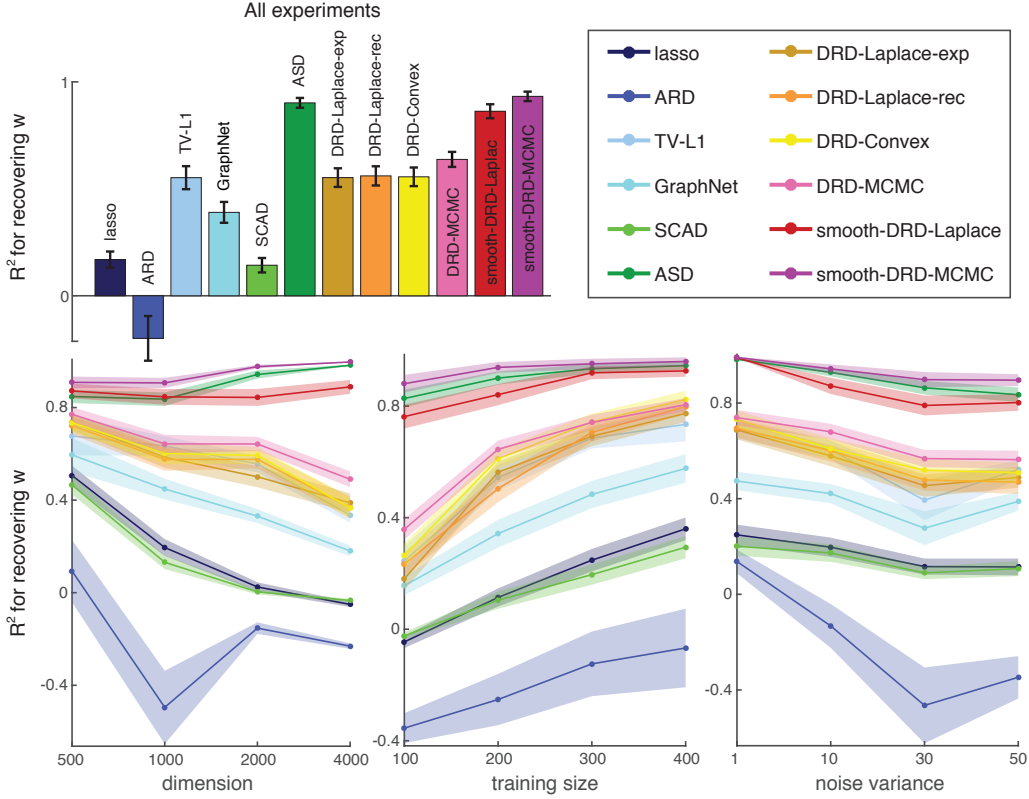 All experiments
R² for recovering w
1
0
lasso
ARD
TV-L1
GraphNet
SCAD
ASD
DRD-Laplace-exp
DRD-Laplace-rec
DRD-Convex
DRD-MCMC
smooth-DRD-Laplac
smooth-DRD-MCMC
lasso
ARD
TV-L1
GraphNet
SCAD
ASD
DRD-Laplace-exp
DRD-Laplace-rec
DRD-Convex
DRD-MCMC
smooth-DRD-Laplace
smooth-DRD-MCMC
R² for recovering w
0.8
0.4
0
-0.4
500 1000 2000 4000
dimension
0.8
0.4
0
-0.4
100 200 300 400
training size
0.8
0.4
0
-0.4
1 10 30 50
noise variance